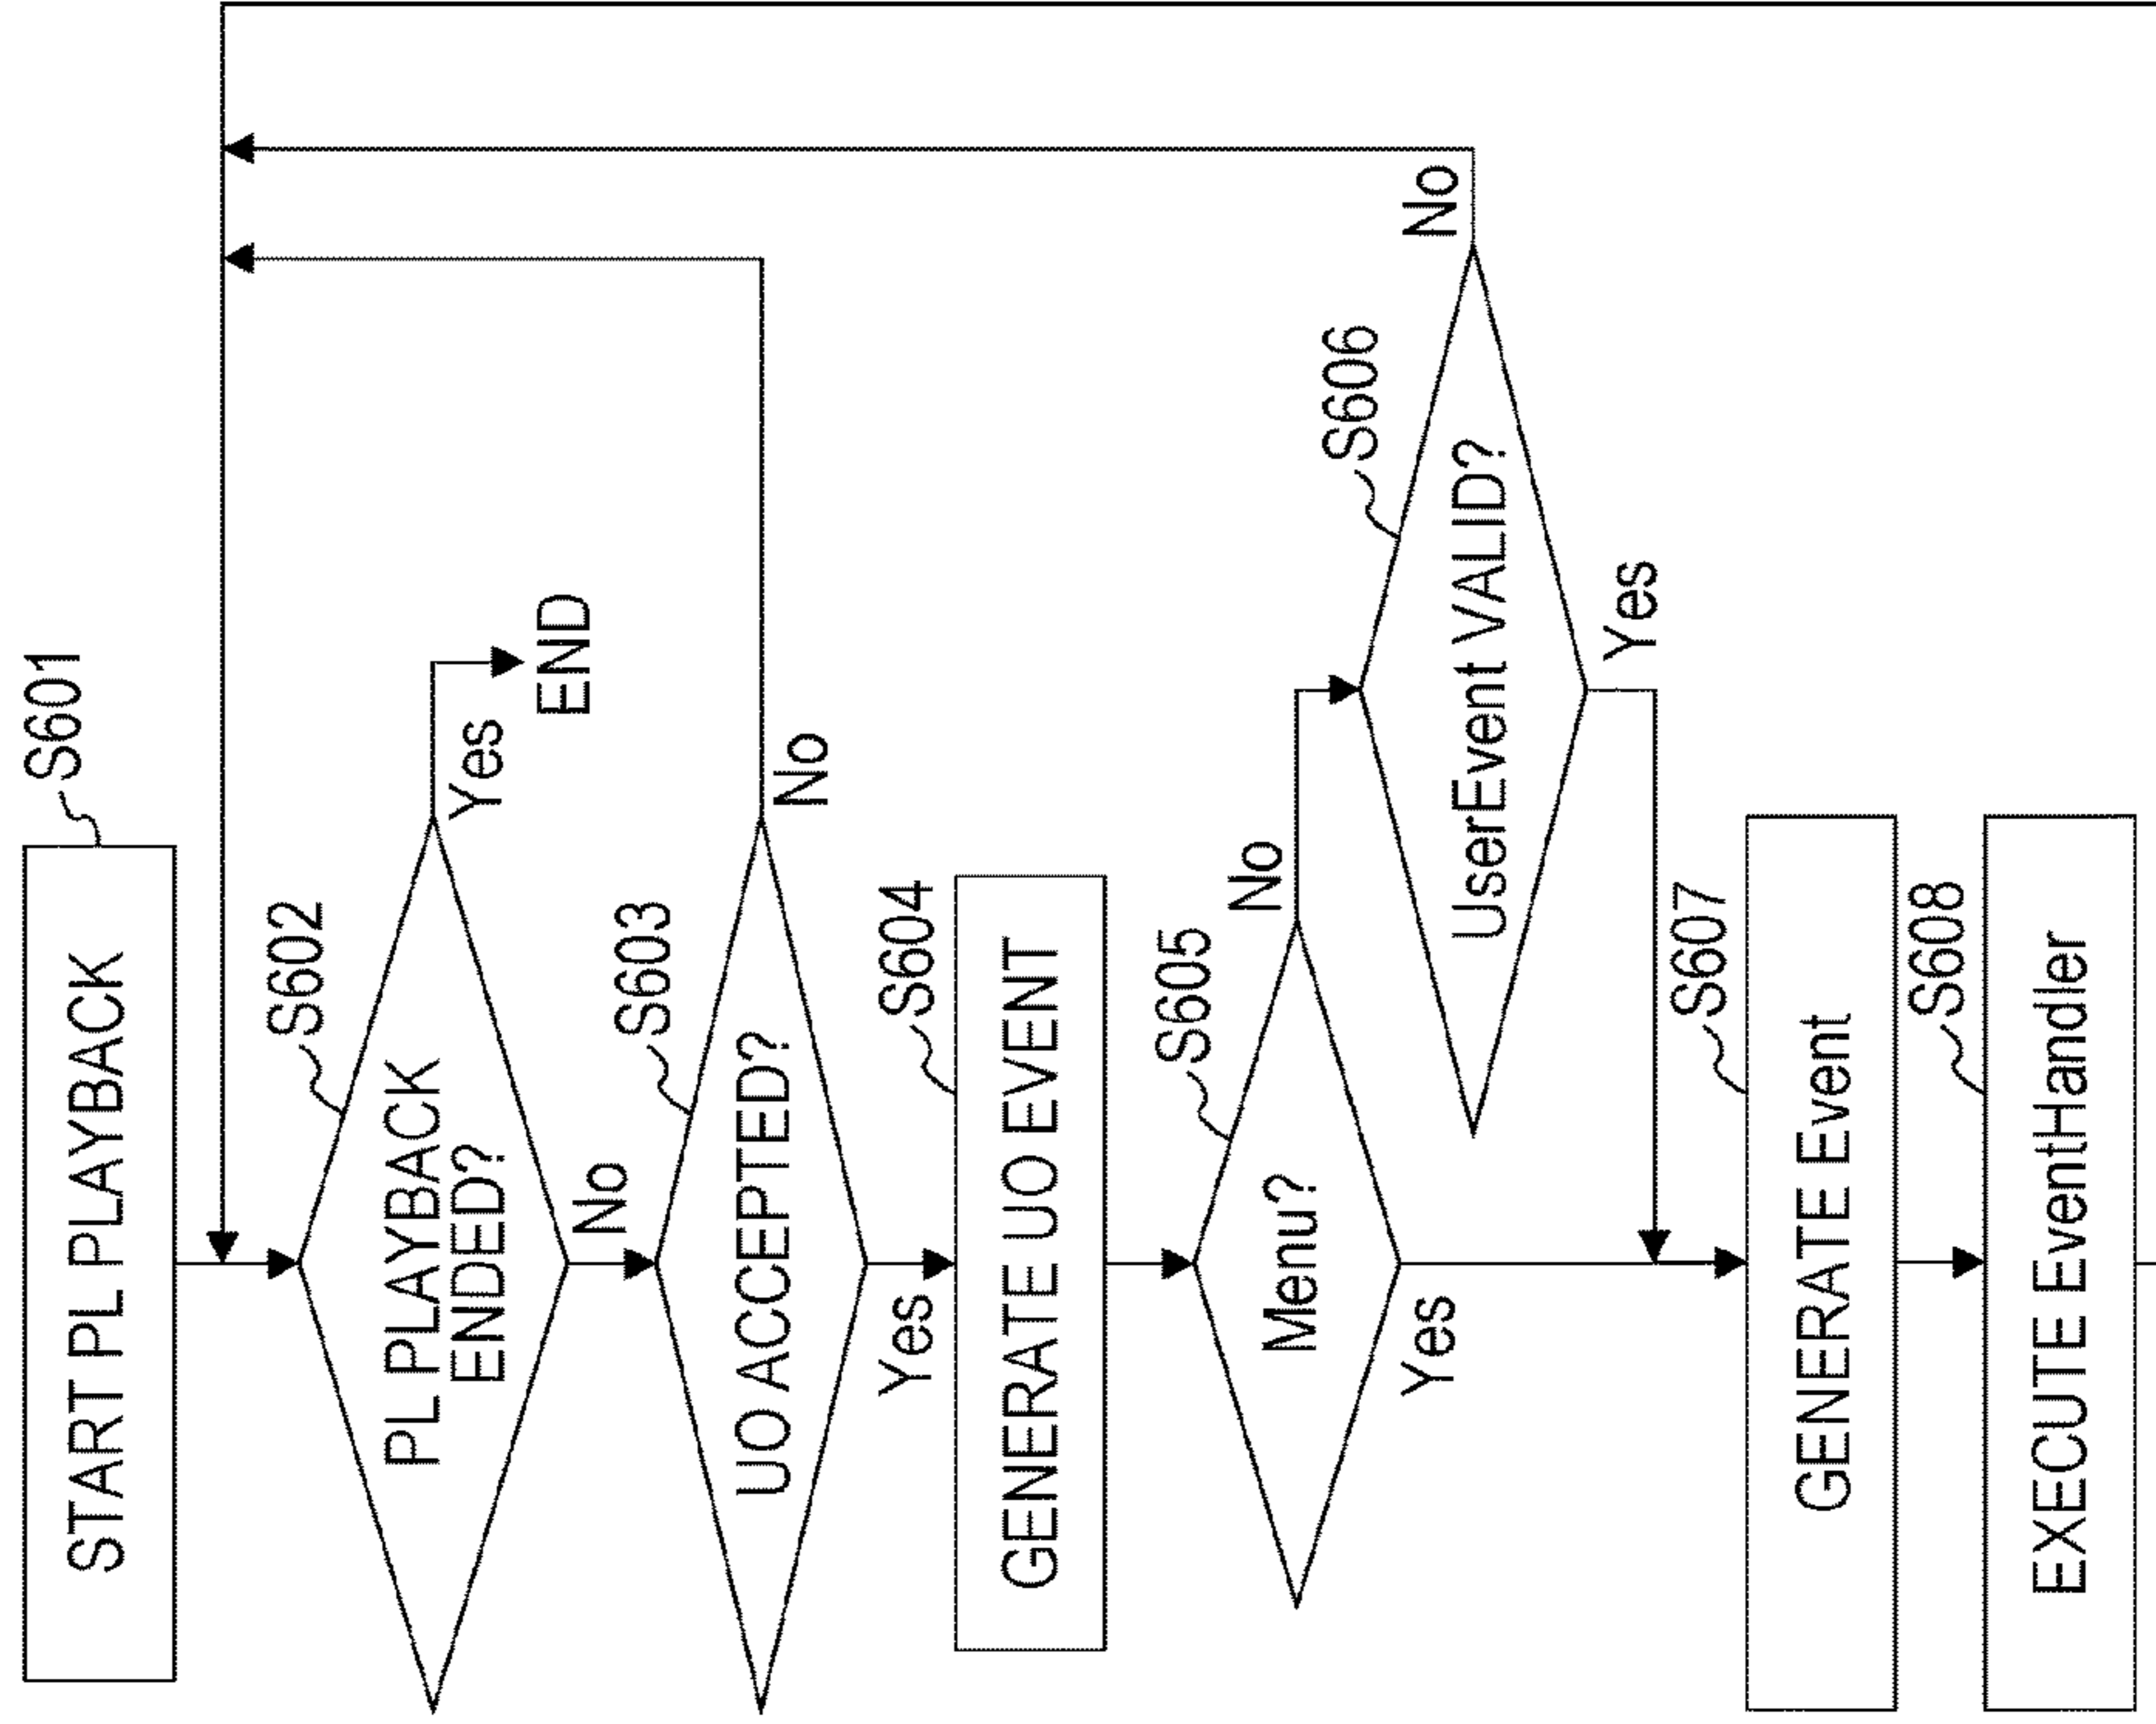 START PL PLAYBACK
S601
PL PLAYBACK
ENDED?
S602
Yes
END
No
UO ACCEPTED?
S603
No
Yes
GENERATE UO EVENT
S604
Menu?
S605
No
Yes
UserEvent VALID?
S606
No
Yes
GENERATE Event
S607
EXECUTE EventHandler
S608